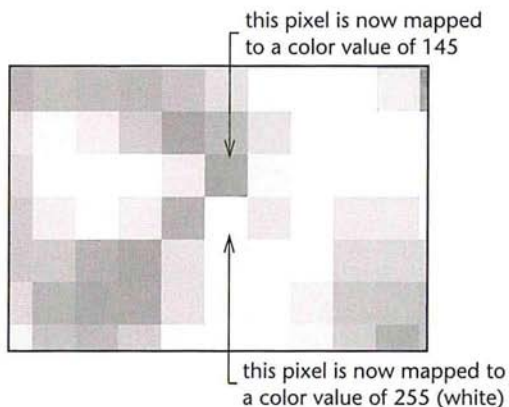 this pixel is now mapped
to a color value of 145
this pixel is now mapped to
a color value of 255 (white)